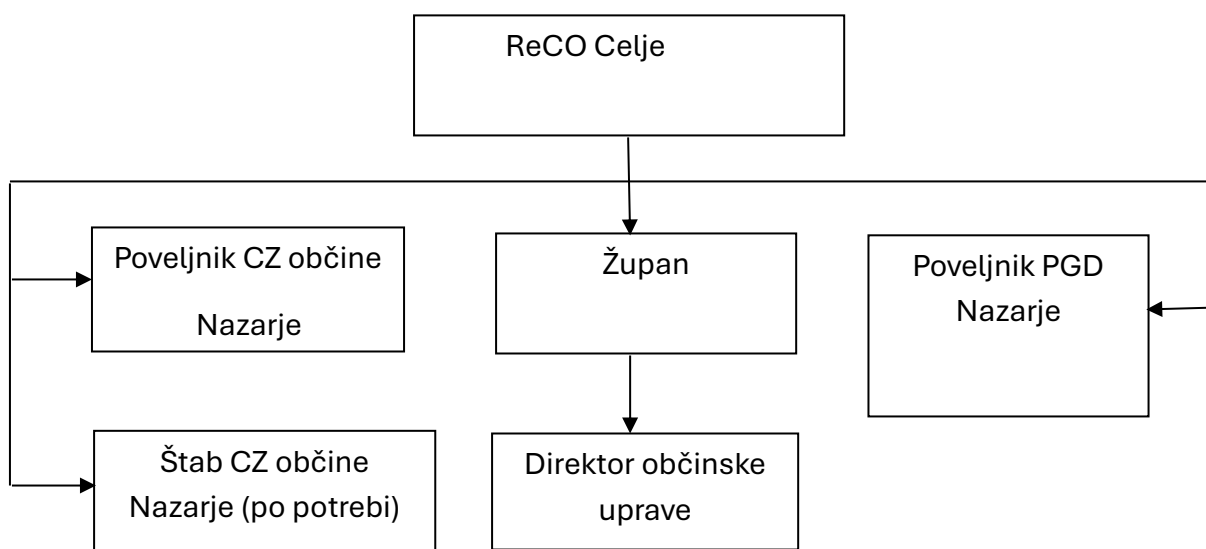 ReCO Celje
Poveljnik CZ občine
Nazarje
Župan
Poveljnik PGD
Nazarje
Štab CZ občine
Nazarje (po potrebi)
Direktor občinske
uprave